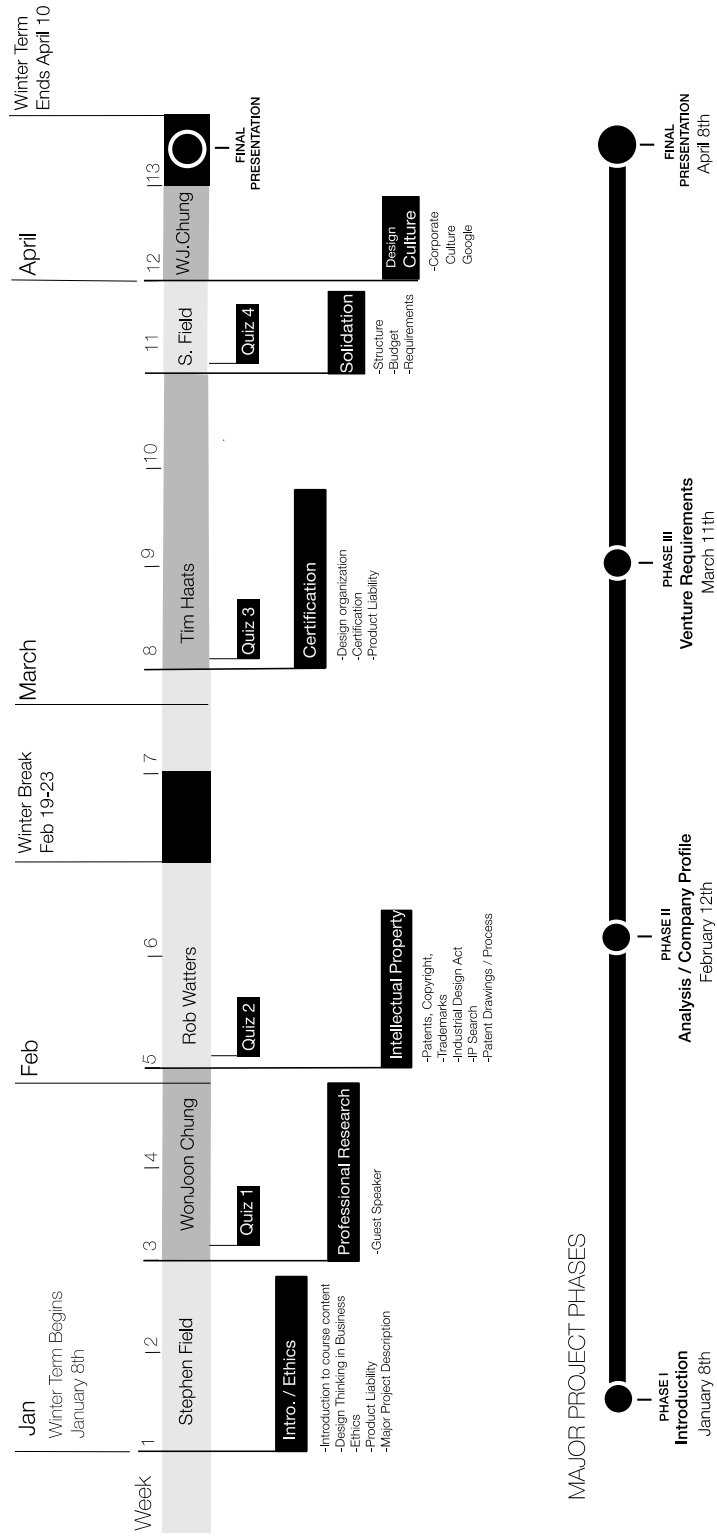 Jan
Winter Term Begins
January 8th
Feb
Winter Break
Feb 19-23
March
April
Winter Term
Ends April 10
Week
1
2
3
4
5
6
7
8
9
10
11
12
13
Stephen Field
WonJoon Chung
Rob Watters
Tim Haats
S. Field
WJ.Chung
FINAL
PRESENTATION
Quiz 1
Quiz 2
Quiz 3
Quiz 4
Intro. / Ethics
-Introduction to course content
-Design Thinking in Business
-Ethics
-Product Liability
-Major Project Description
Professional Research
-Guest Speaker
Intellectual Property
-Patents, Copyright,
-Trademarks
-Industrial Design Act
-IP Search
-Patent Drawings / Process
Certification
-Design organization
-Certification
-Product Liability
Solidation
-Structure
-Budget
-Requirements
Design
Culture
-Corporate
Culture
Google
MAJOR PROJECT PHASES
PHASE I
Introduction
January 8th
PHASE II
Analysis / Company Profile
February 12th
PHASE III
Venture Requirements
March 11th
FINAL
PRESENTATION
April 8th